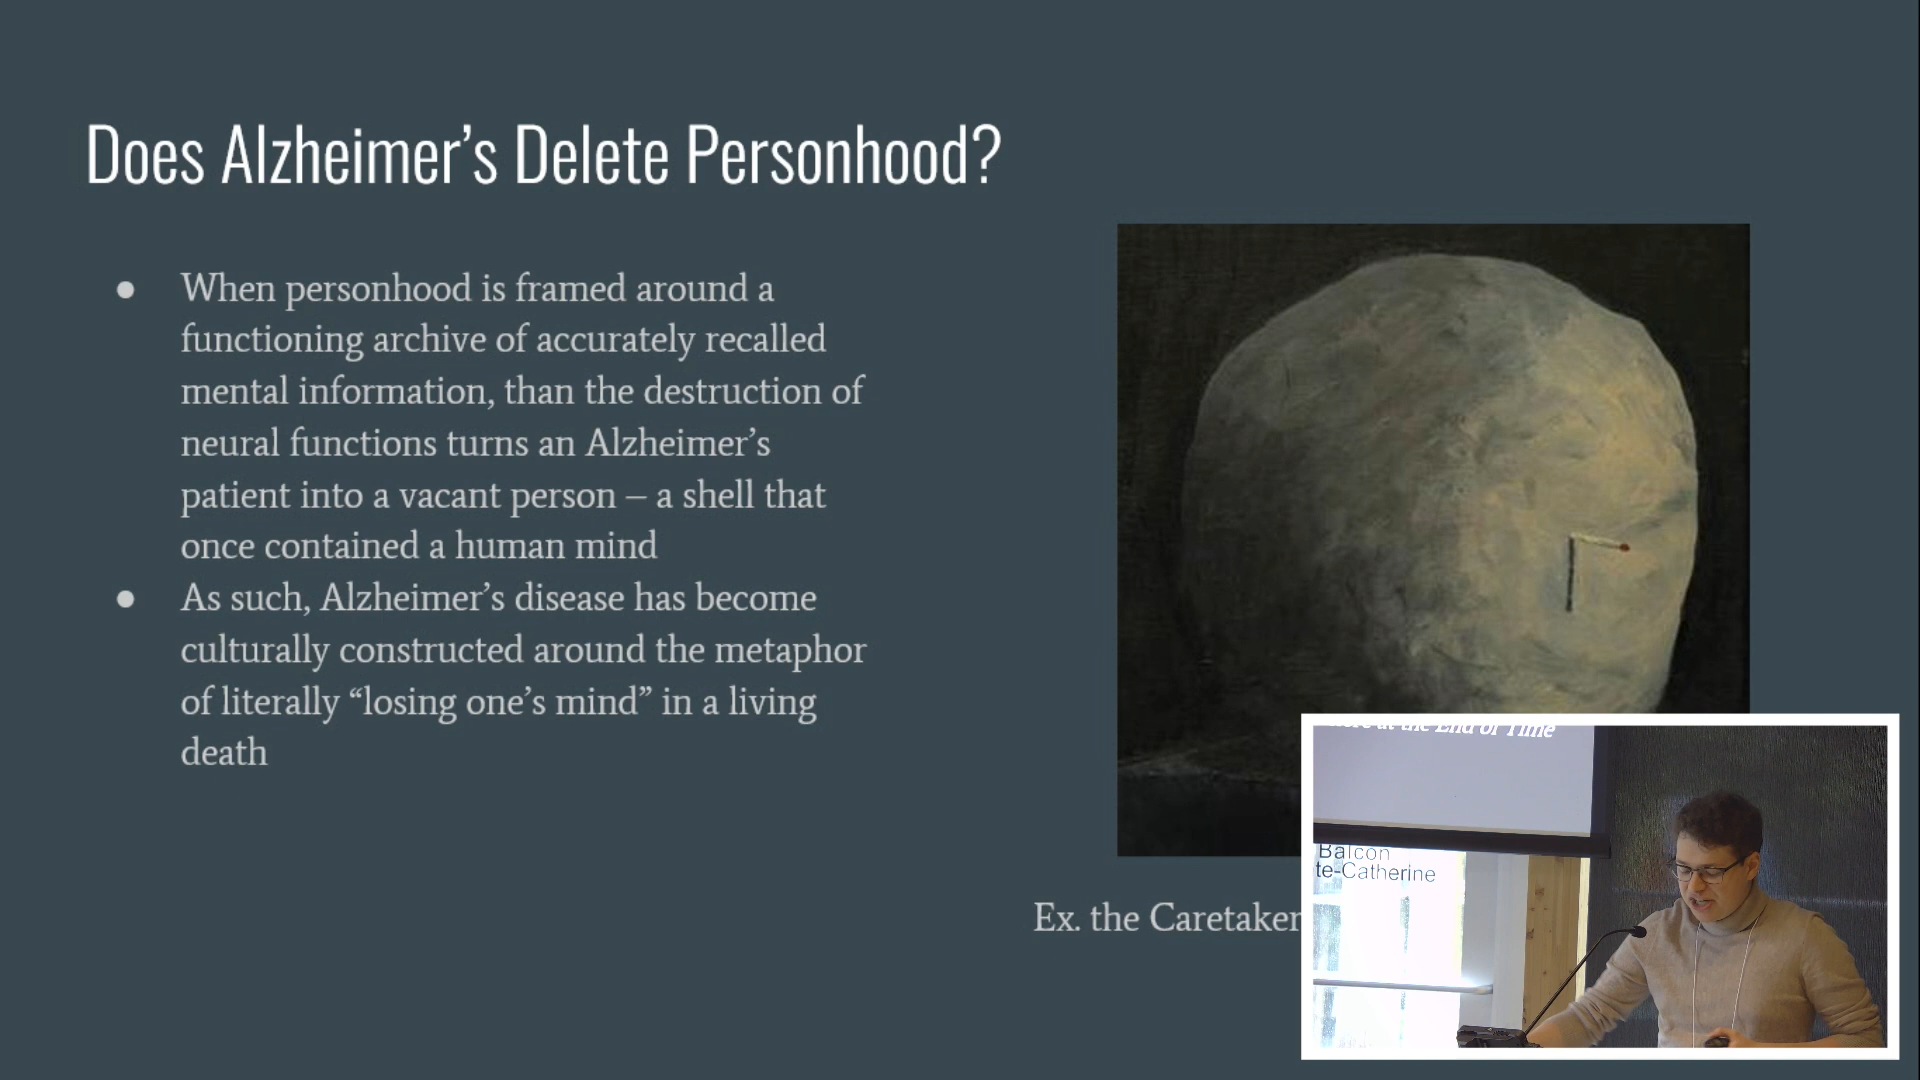 Does Alzheimer’s Delete Personhood?
● When personhood is framed around a
functioning archive of accurately recalled
mental information, than the destruction of
neural functions turns an Alzheimer’s
patient into a vacant person – a shell that
once contained a human mind
● As such, Alzheimer’s disease has become
culturally constructed around the metaphor
of literally “losing one’s mind” in a living
death
Ex. the Caretaker
at the End of Time
Balcon
te-Catherine